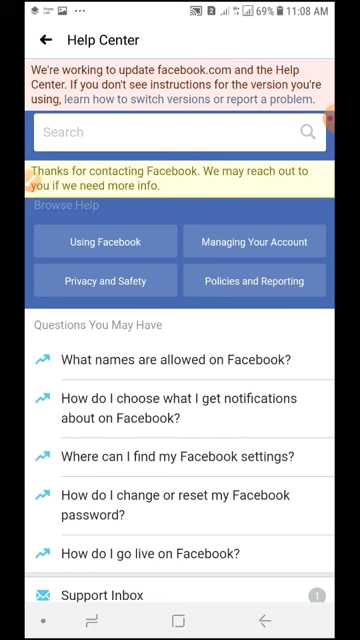 69% 11:08 AM
Help Center
We're working to update facebook.com and the Help
Center. If you don't see instructions for the version you're
using, learn how to switch versions or report a problem.
Search
Thanks for contacting Facebook. We may reach out to
you if we need more info.
Browse Help
Using Facebook
Managing Your Account
Privacy and Safety
Policies and Reporting
Questions You May Have
What names are allowed on Facebook?
How do I choose what I get notifications
about on Facebook?
Where can I find my Facebook settings?
How do I change or reset my Facebook
password?
How do I go live on Facebook?
Support Inbox
1